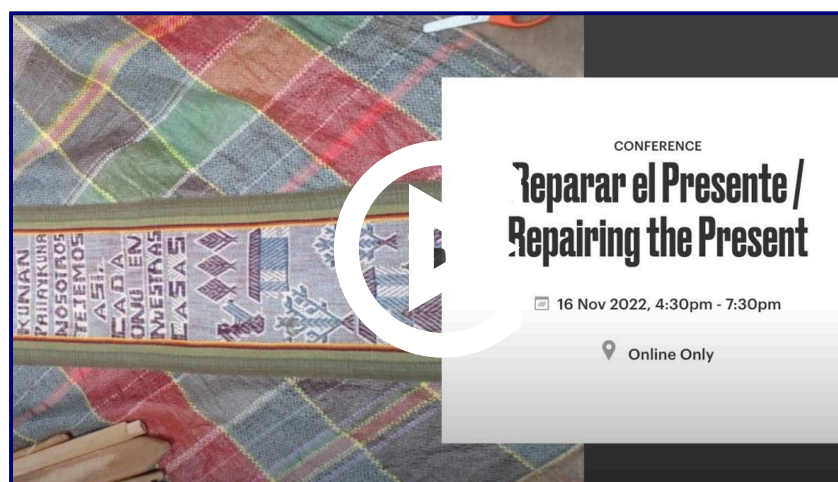 KUNAN
PAIJAYKUNA
NOSOTROS
TEJEMOS
ASÍ,
CADA
UNO EN
NUESTRAS
CASAS
CONFERENCE
Reparar el Presente /
Repairing the Present
16 Nov 2022, 4:30pm - 7:30pm
Online Only